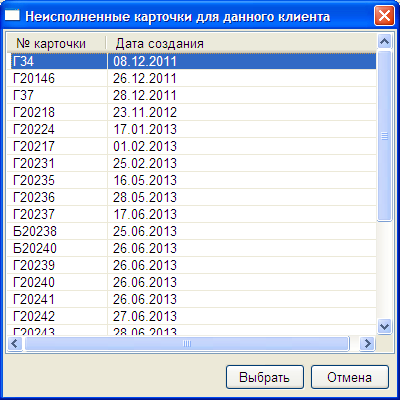 Неисполненные карточки для данного клиента
№ карточки Дата создания
Г34 08.12.2011
Г20146 26.12.2011
Г37 28.12.2011
Г20218 23.11.2012
Г20224 17.01.2013
Г20217 01.02.2013
Г20231 25.02.2013
Г20235 16.05.2013
Г20236 28.05.2013
Г20237 17.06.2013
Б20238 25.06.2013
Б20240 26.06.2013
Г20239 26.06.2013
Г20240 26.06.2013
Г20241 26.06.2013
Г20242 27.06.2013
Г20243 28.06.2013
Выбрать Отмена